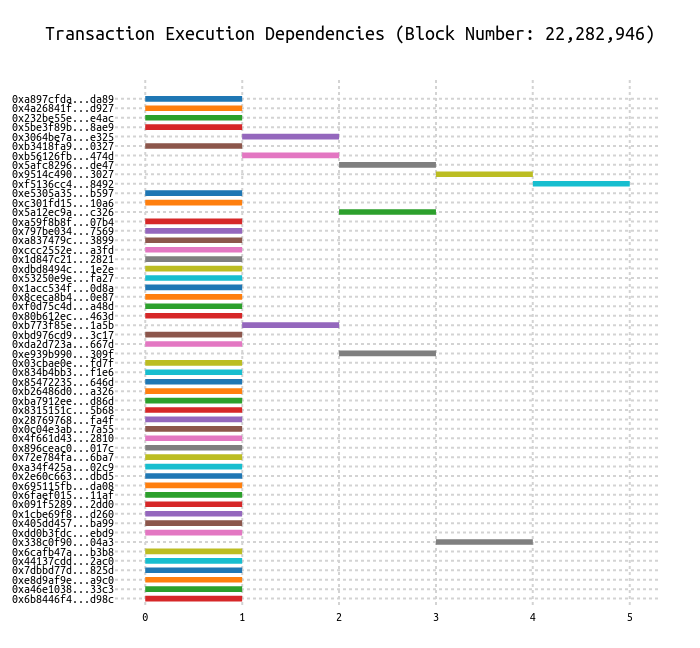 Transaction Execution Dependencies (Block Number: 22,282,946)
0xa897cfda...da89
0x4a26841f...d927
0x232be55e...e4ac
0x5be3f89b...8ae9
0x3064be7a...e325
0xb3418fa9...0327
0xb56126fb...474d
0x5afc8296...de47
0x9514c490...3027
0xf5136cc4...8492
0xe5305a35...b597
0xc301fd15...10a6
0x5a12ec9a...c326
0xa59f8b8f...07b4
0x797be034...7569
0xa837479c...3899
0xccc2552e...a3fd
0x1d847c21...2821
0xdbd8494c...1e2e
0x53250e9e...fa27
0x1acc534f...0d8a
0x8ceca8b4...0e87
0xf0d75c4d...a48d
0x80b612ec...463d
0xb773f85e...1a5b
0xbd976cd9...3c17
0xda2d723a...667d
0xe939b990...309f
0x03cbae0e...fd7f
0x834b4bb3...f1e6
0x85472235...646d
0xb26486d0...a326
0xba7912ee...d86d
0x8315151c...5b68
0x28769768...fa4f
0x0c04e3ab...7a55
0x4f661d43...2810
0x896ceac0...017c
0x72e784fa...6ba7
0xa34f425a...02c9
0x2e60c663...dbd5
0x695115fb...da08
0x6faef015...11af
0x091f5289...2dd0
0x1cbe69f8...d260
0x405dd457...ba99
0xdd0b3fdc...ebd9
0x338c0f90...04a3
0x6cafb47a...b3b8
0x44137cdd...2ac0
0x7dbbd77d...825d
0xe8d9af9e...a9c0
0xa46e1038...33c3
0x6b8446f4...d98c
0 1 2 3 4 5